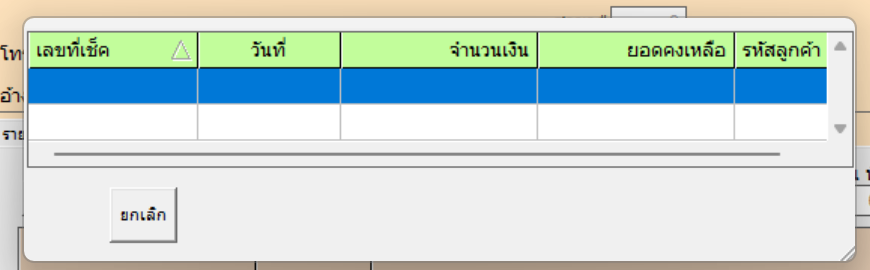 เลขที่เช็ค วันที่ จำนวนเงิน ยอดคงเหลือ รหัสลูกค้า
ยกเลิก